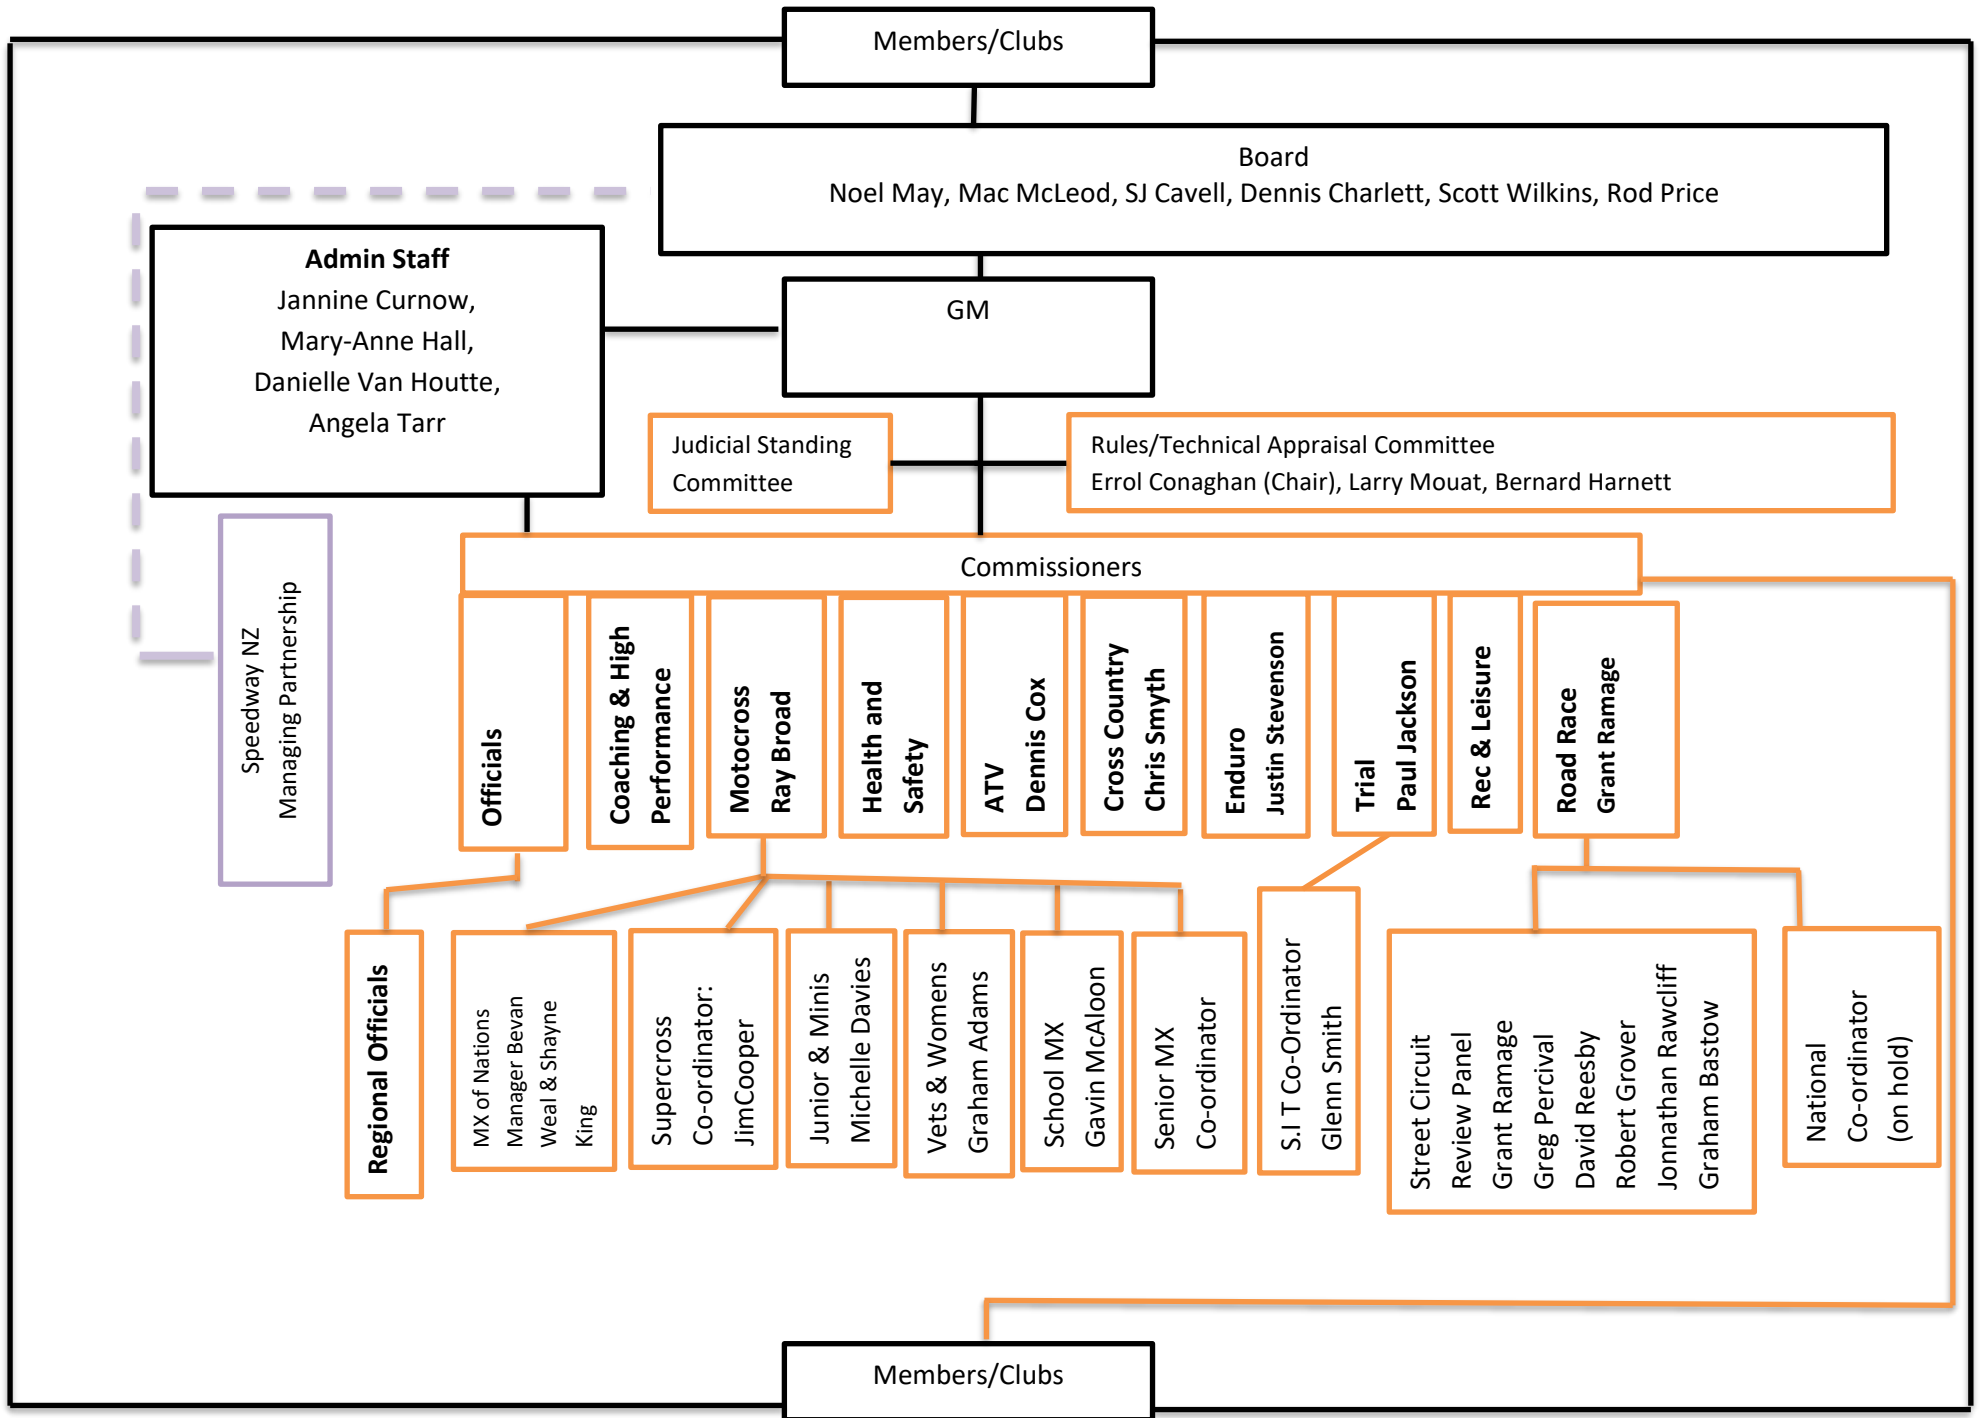 Members/Clubs
Board
Noel May, Mac McLeod, SJ Cavell, Dennis Charlett, Scott Wilkins, Rod Price
Admin Staff
Jannine Curnow,
Mary-Anne Hall,
Danielle Van Houtte,
Angela Tarr
GM
Judicial Standing
Committee
Rules/Technical Appraisal Committee
Errol Conaghan (Chair), Larry Mouat, Bernard Harnett
Speedway NZ
Managing Partnership
Commissioners
Officials
Coaching & High
Performance
Motocross
Ray Broad
Health and
Safety
ATV
Dennis Cox
Cross Country
Chris Smyth
Enduro
Justin Stevenson
Trial
Paul Jackson
Rec & Leisure
Road Race
Grant Ramage
Regional Officials
MX of Nations
Manager Bevan
Weal & Shayne
King
Supercross
Co-ordinator:
JimCooper
Junior & Minis
Michelle Davies
Vets & Womens
Graham Adams
School MX
Gavin McAloon
Senior MX
Co-ordinator
S.I T Co-Ordinator
Glenn Smith
Street Circuit
Review Panel
Grant Ramage
Greg Percival
David Reesby
Robert Grover
Jonnathan Rawcliff
Graham Bastow
National
Co-ordinator
(on hold)
Members/Clubs